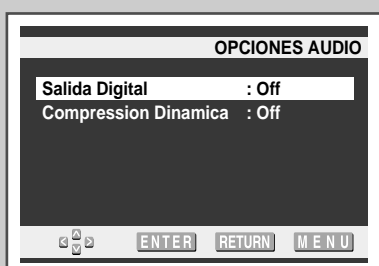 OPCIONES AUDIO
Salida Digital : Off
Compression Dinamica : Off
ENTER RETURN MENU